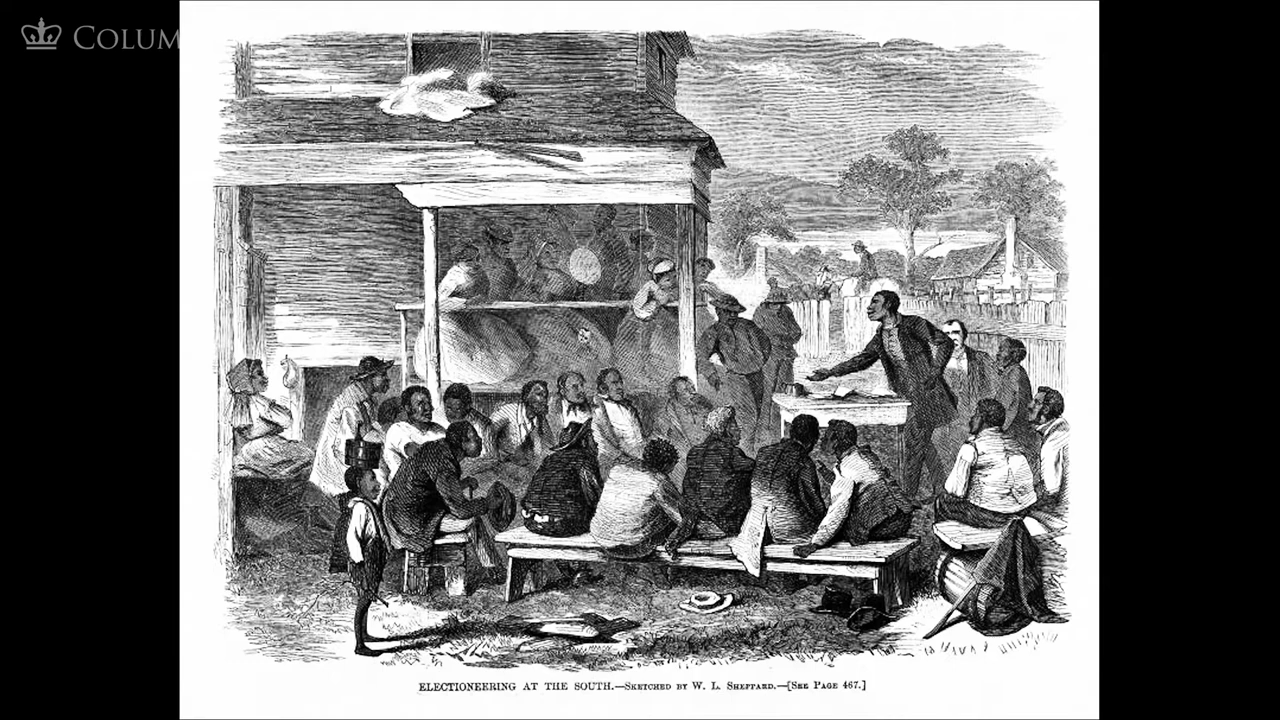 COLUM
ELECTIONEERING AT THE SOUTH.—SKETCHED BY W. L. SHEPPARD.—[SEE PAGE 467.]